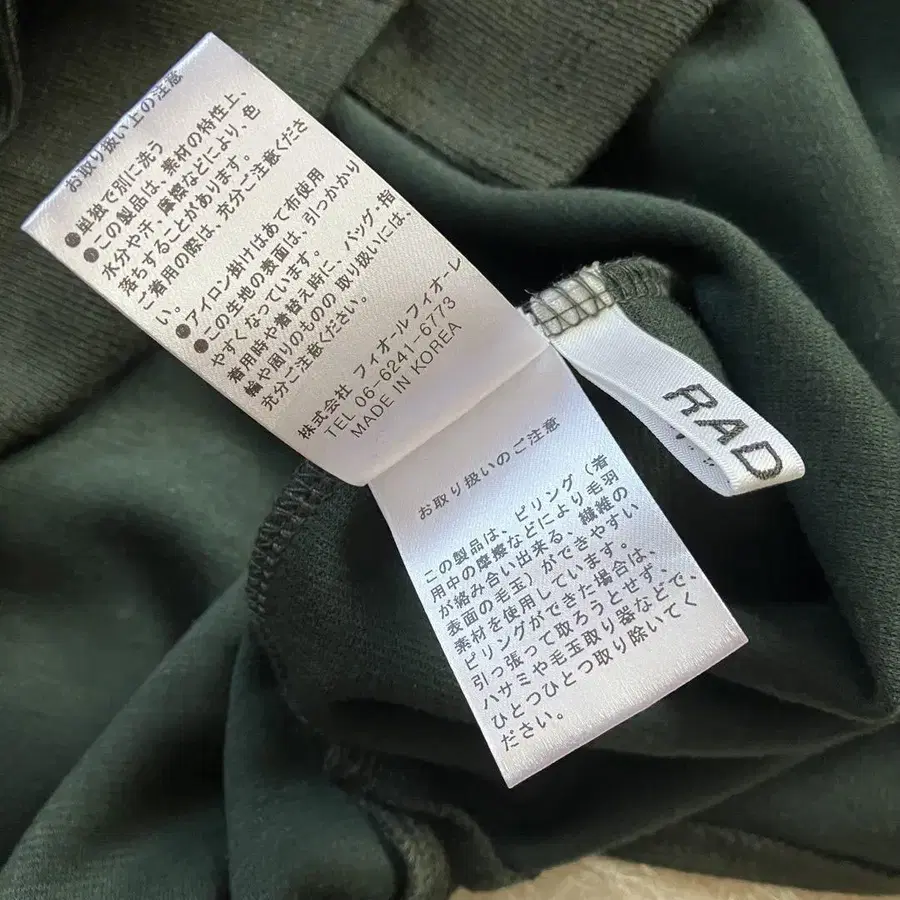 お取り扱い上の注意
●単独で別に洗う
●この製品は、素材の特性上、
水分や汗、摩擦などにより、色
落ちすることがあります。
ご着用の際は、充分ご注意くださ
い。
●アイロン掛けはあて布使用
●この生地の表面は、引っかかり
やすくなっています。
着用時や着替え時に、バッグ・指
輪や周りのものの取り扱いには、
充分ご注意ください。
株式会社 フィオールフィオーレ
TEL 06-6241-6773
MADE IN KOREA
お取り扱いのご注意
この製品は、ピリング（着
用中の摩擦などにより毛羽
が絡み合い出来る、繊維の
表面の毛玉）ができやすい
素材を使用しています。
ピリングができた場合は、
引っ張って取ろうとせず、
ハサミや毛玉取り器などで、
ひとつひとつ取り除いてく
ださい。
RAD